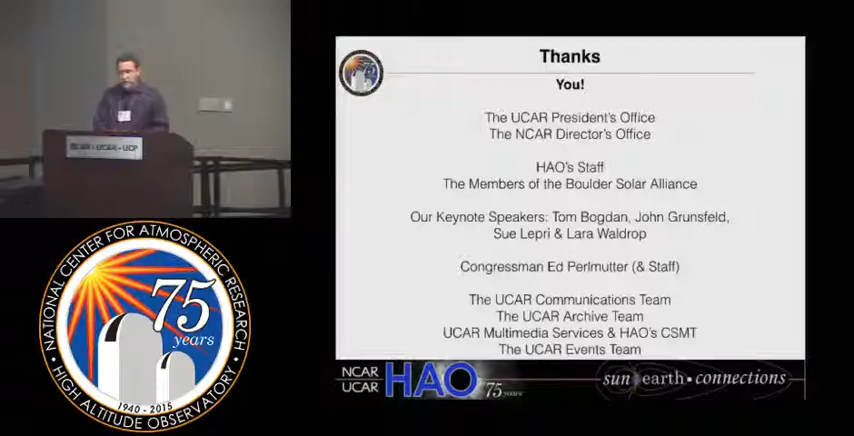 NCAR • UCAR • UCP
NATIONAL CENTER FOR ATMOSPHERIC RESEARCH
75
years
1940 - 2015
HIGH ALTITUDE OBSERVATORY
Thanks
You!
The UCAR President's Office
The NCAR Director's Office
HAO's Staff
The Members of the Boulder Solar Alliance
Our Keynote Speakers: Tom Bogdan, John Grunsfeld,
Sue Lepri & Lara Waldrop
Congressman Ed Perlmutter (& Staff)
The UCAR Communications Team
The UCAR Archive Team
UCAR Multimedia Services & HAO's CSMT
The UCAR Events Team
NCAR
UCAR
HAO
75 years
sun earth • connections